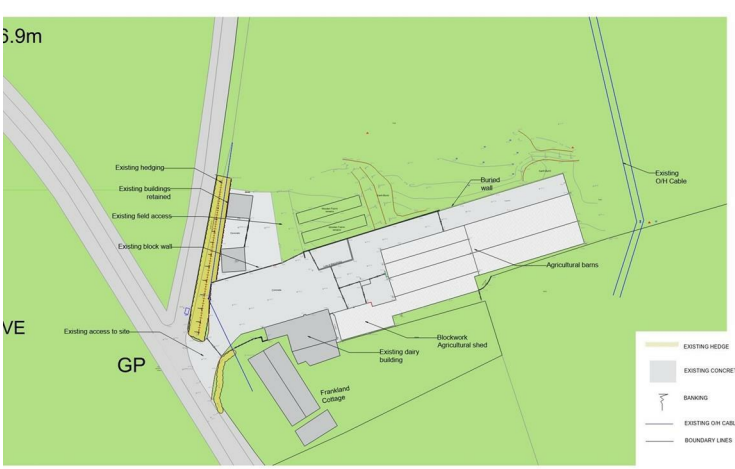 6.9m
Existing hedging
Existing buildings
retained
Existing field access
Existing block wall
Buried
wall
Existing
O/H Cable
Agricultural barns
VE
Existing access to site
GP
Blockwork
Agricultural shed
Existing dairy
building
Frankland
Cottage
EXISTING HEDGE
EXISTING CONCRET
BANKING
EXISTING O/H CABL
BOUNDARY LINES